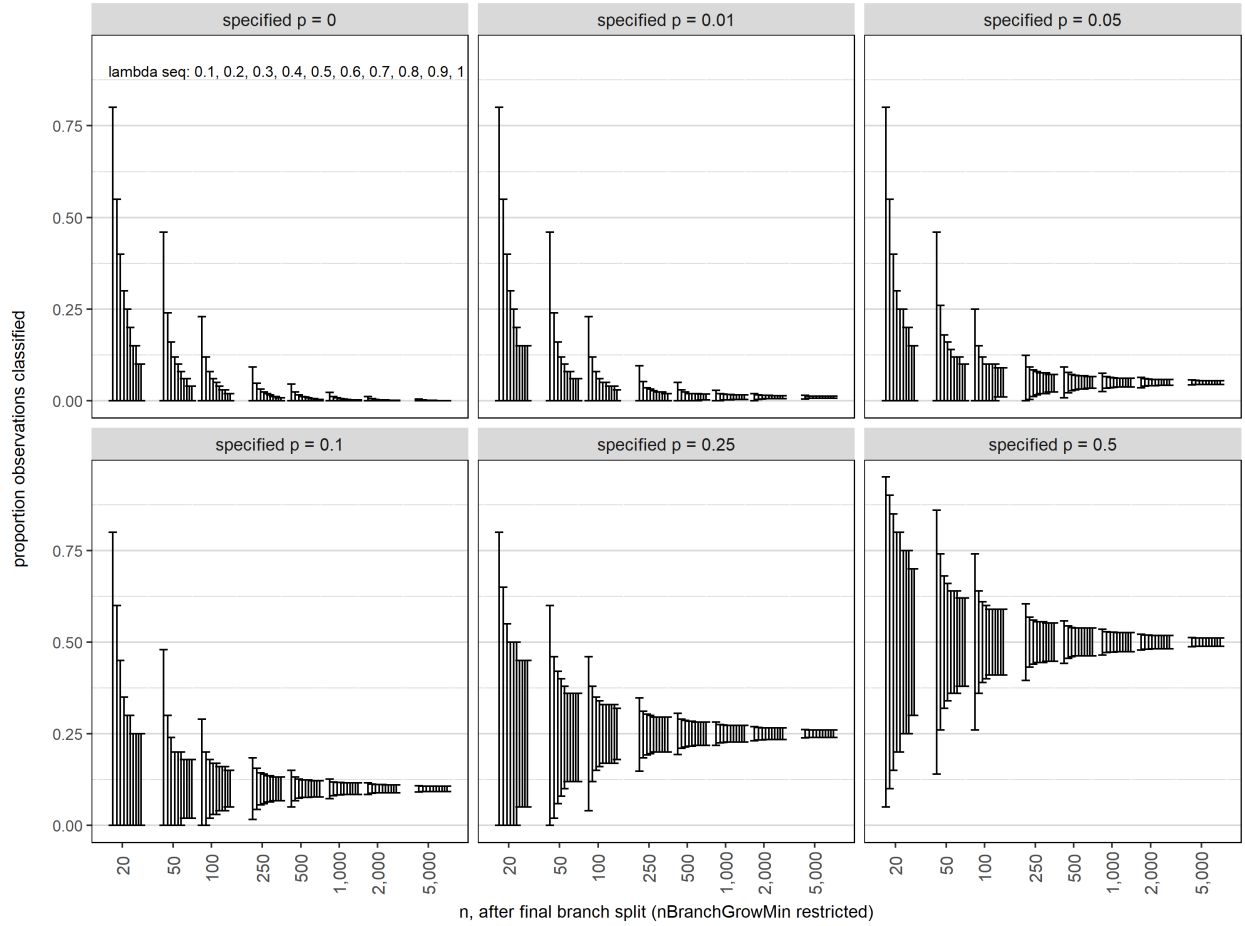 specified p = 0
specified p = 0.01
specified p = 0.05
lambda seq: 0.1, 0.2, 0.3, 0.4, 0.5, 0.6, 0.7, 0.8, 0.9, 1
0.75
0.50
0.25
0.00
specified p = 0.1
specified p = 0.25
specified p = 0.5
0.75
0.50
0.25
0.00
proportion observations classified
20 50 100 250 500 1,000 2,000 5,000
20 50 100 250 500 1,000 2,000 5,000
20 50 100 250 500 1,000 2,000 5,000
n, after final branch split (nBranchGrowMin restricted)